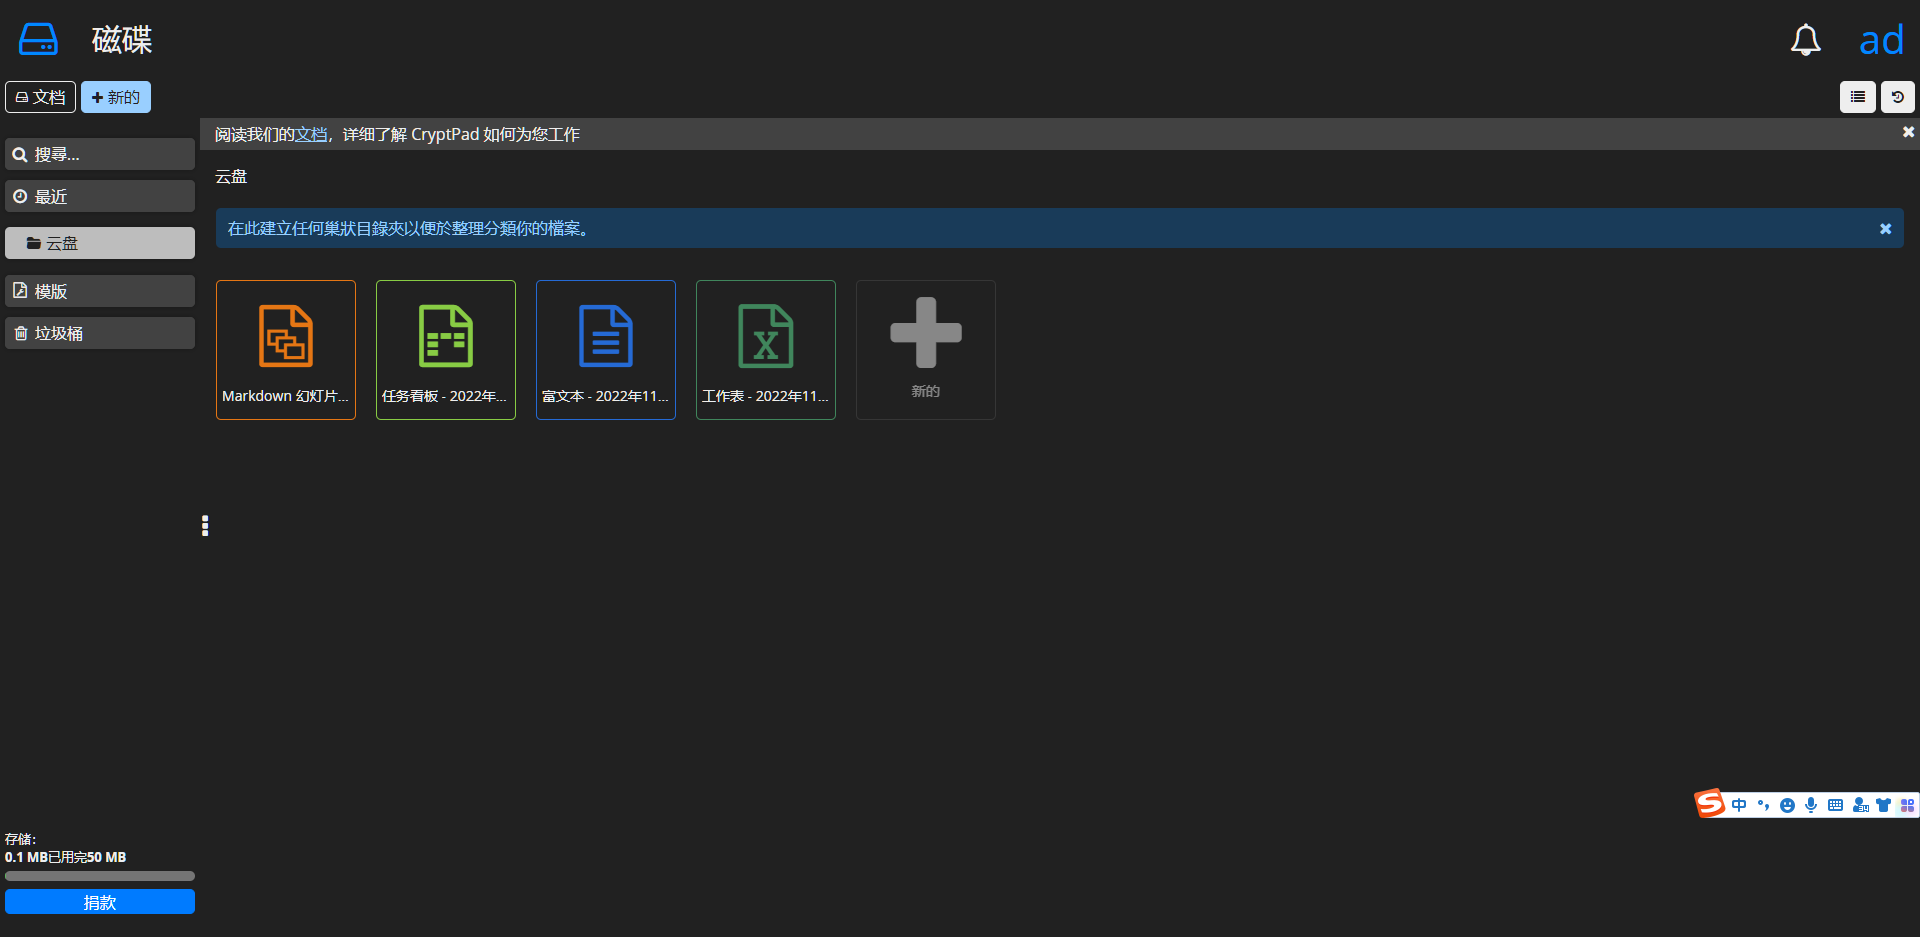 磁碟
ad
文档
新的
阅读我们的文档，详细了解 CryptPad 如何为您工作
搜尋...
最近
云盘
模版
垃圾桶
云盘
在此建立任何巢狀目錄夾以便於整理分類你的檔案。
Markdown 幻灯片...
任务看板 - 2022年...
富文本 - 2022年11...
工作表 - 2022年11...
新的
S 中
存储:
0.1 MB已用完50 MB
捐款